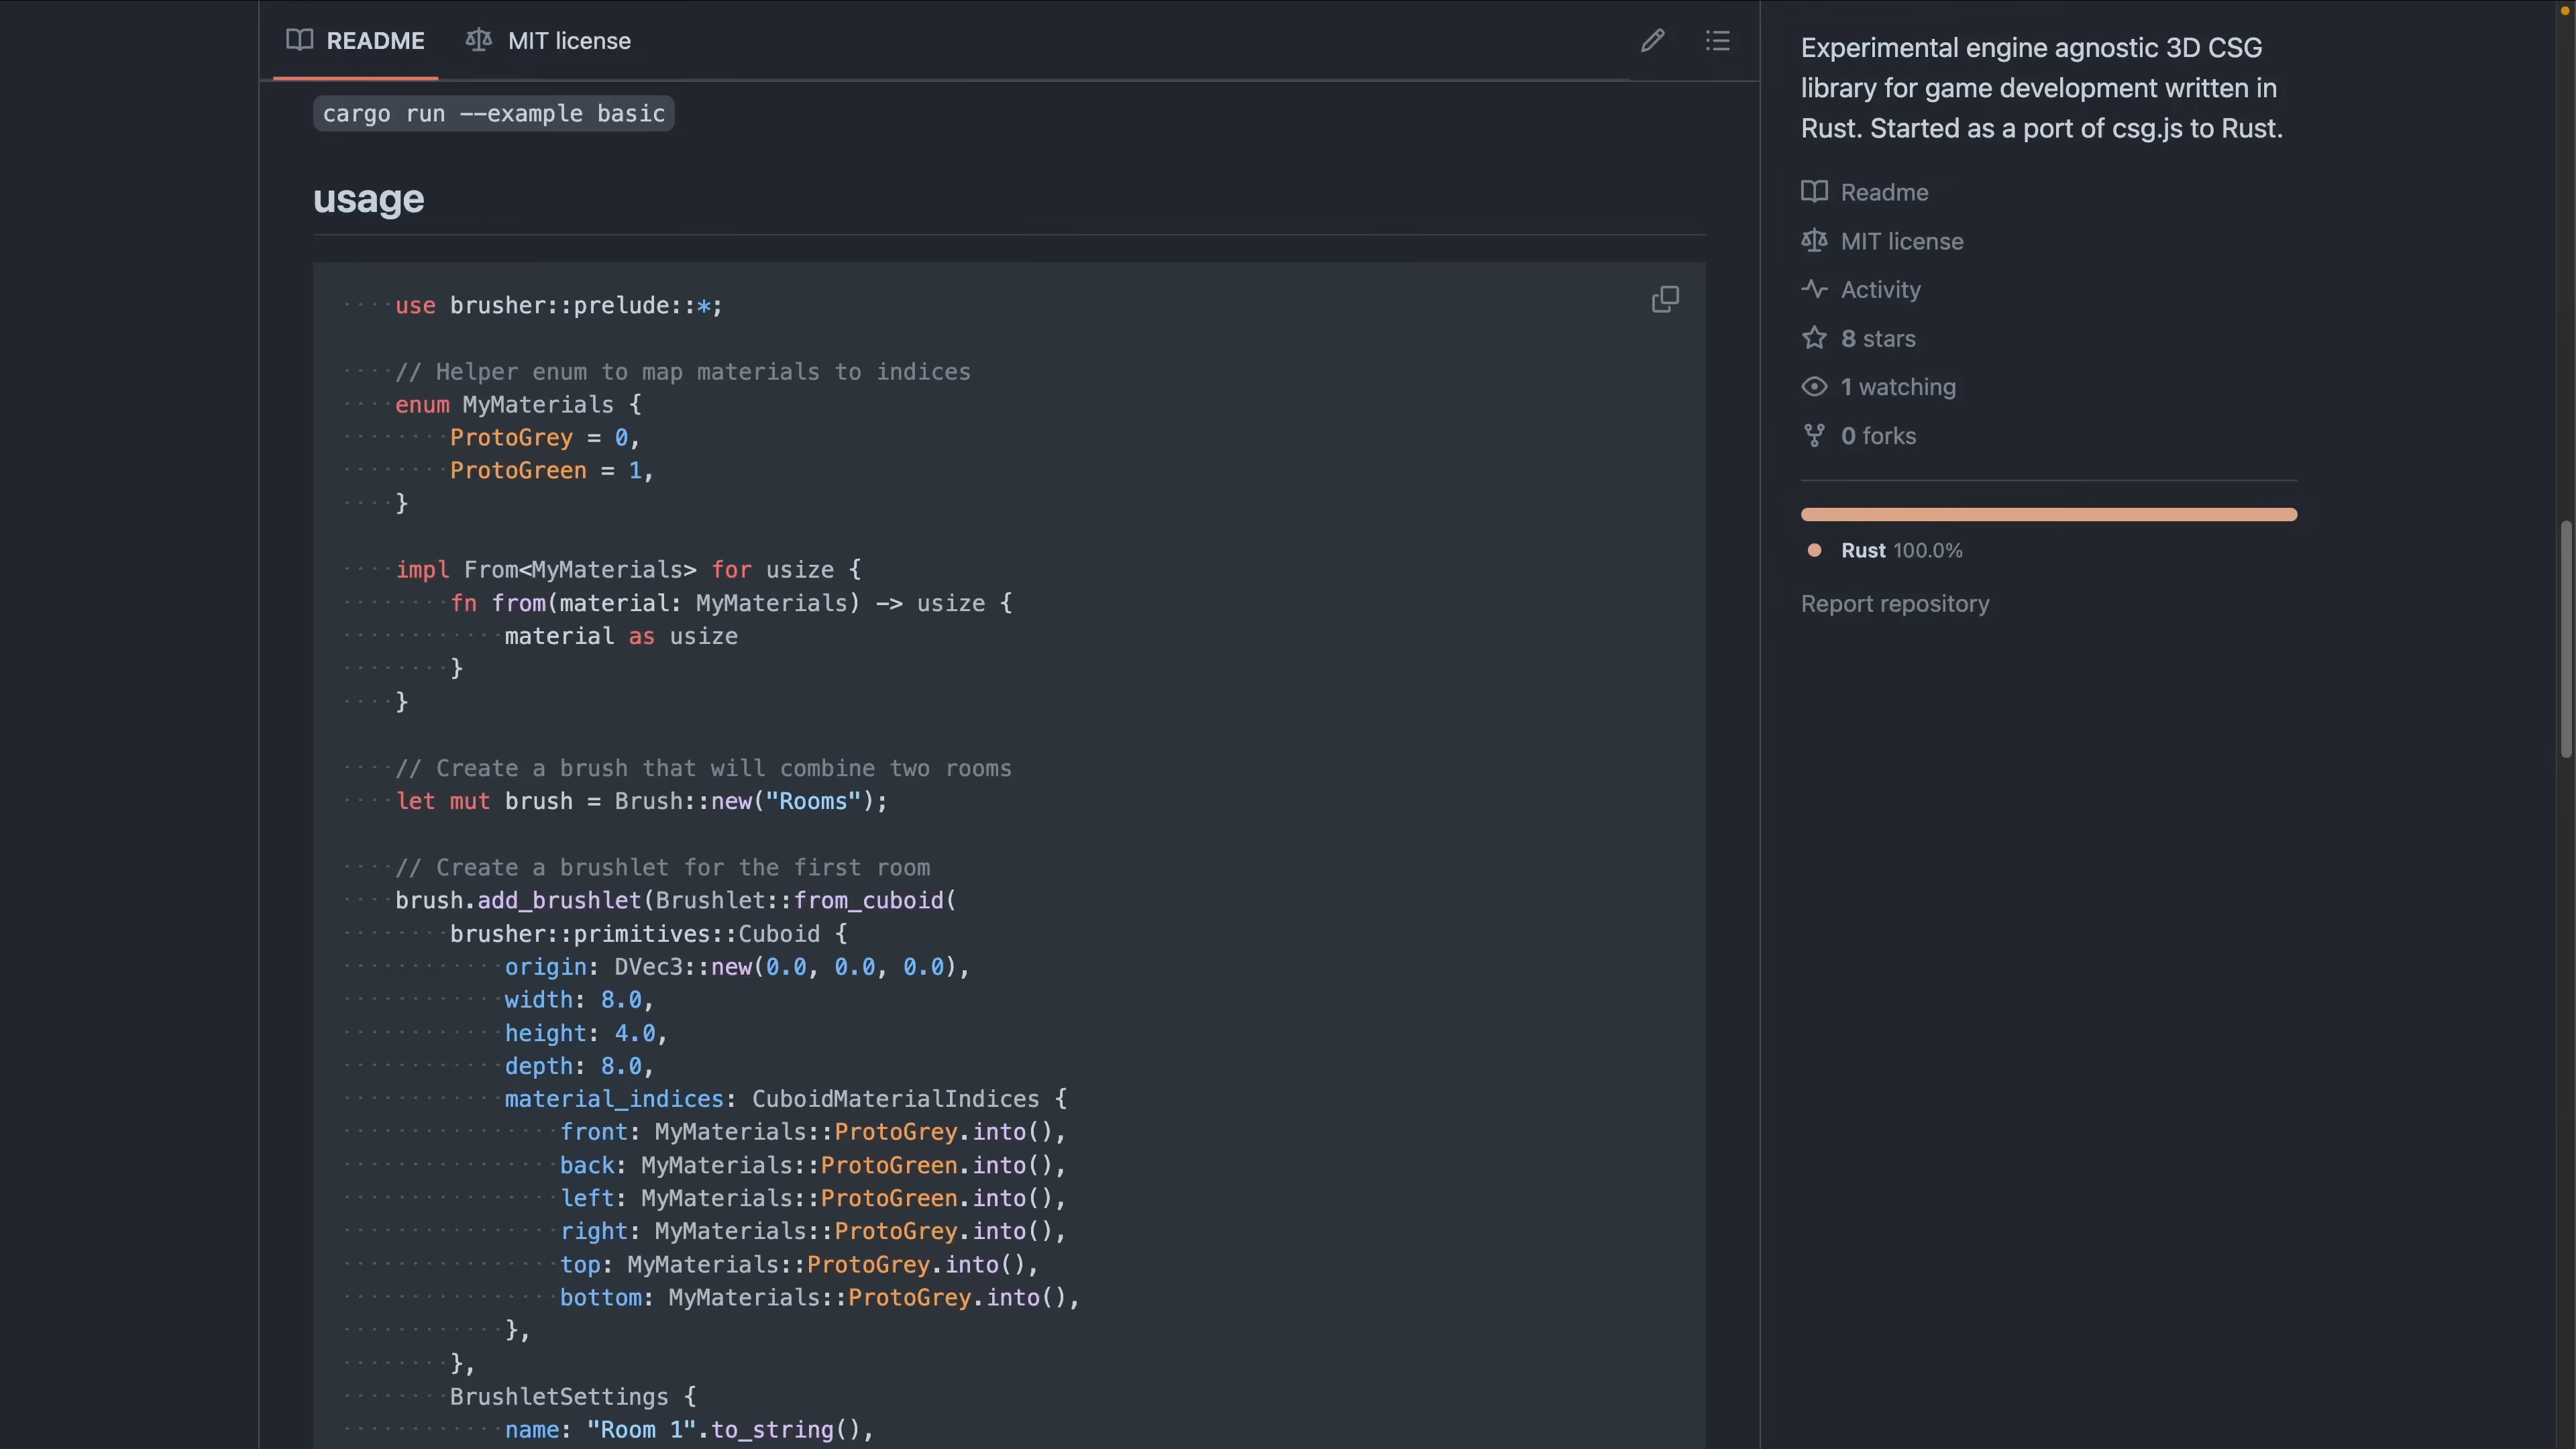 README
MIT license
cargo run --example basic
usage
use brusher::prelude::*;
// Helper enum to map materials to indices
enum MyMaterials {
ProtoGrey = 0,
ProtoGreen = 1,
}
impl From<MyMaterials> for usize {
fn from(material: MyMaterials) -> usize {
material as usize
}
}
// Create a brush that will combine two rooms
let mut brush = Brush::new("Rooms");
// Create a brushlet for the first room
brush.add_brushlet(Brushlet::from_cuboid(
brusher::primitives::Cuboid {
origin: DVec3::new(0.0, 0.0, 0.0),
width: 8.0,
height: 4.0,
depth: 8.0,
material_indices: CuboidMaterialIndices {
front: MyMaterials::ProtoGrey.into(),
back: MyMaterials::ProtoGreen.into(),
left: MyMaterials::ProtoGreen.into(),
right: MyMaterials::ProtoGrey.into(),
top: MyMaterials::ProtoGrey.into(),
bottom: MyMaterials::ProtoGrey.into(),
},
},
BrushletSettings {
name: "Room 1".to_string(),
Experimental engine agnostic 3D CSG
library for game development written in
Rust. Started as a port of csg.js to Rust.
Readme
MIT license
Activity
8 stars
1 watching
0 forks
Rust 100.0%
Report repository